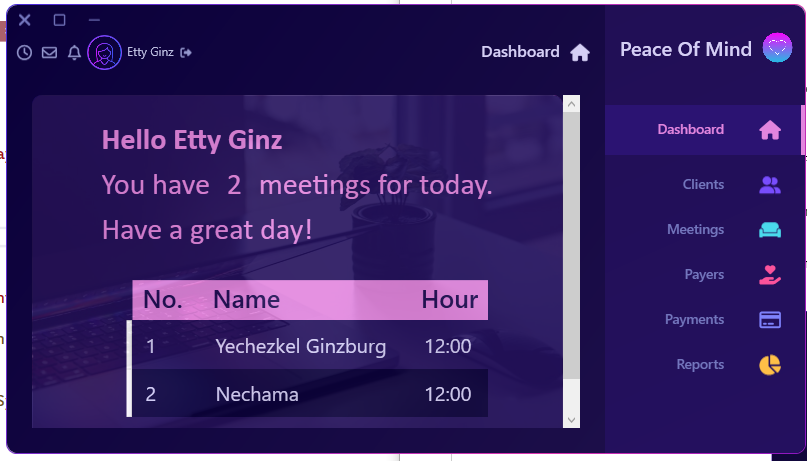 Etty Ginz
Dashboard
Peace Of Mind
Hello Etty Ginz
You have 2 meetings for today.
Have a great day!
No. Name Hour
1 Yechezkel Ginzburg 12:00
2 Nechama 12:00
Dashboard
Clients
Meetings
Payers
Payments
Reports